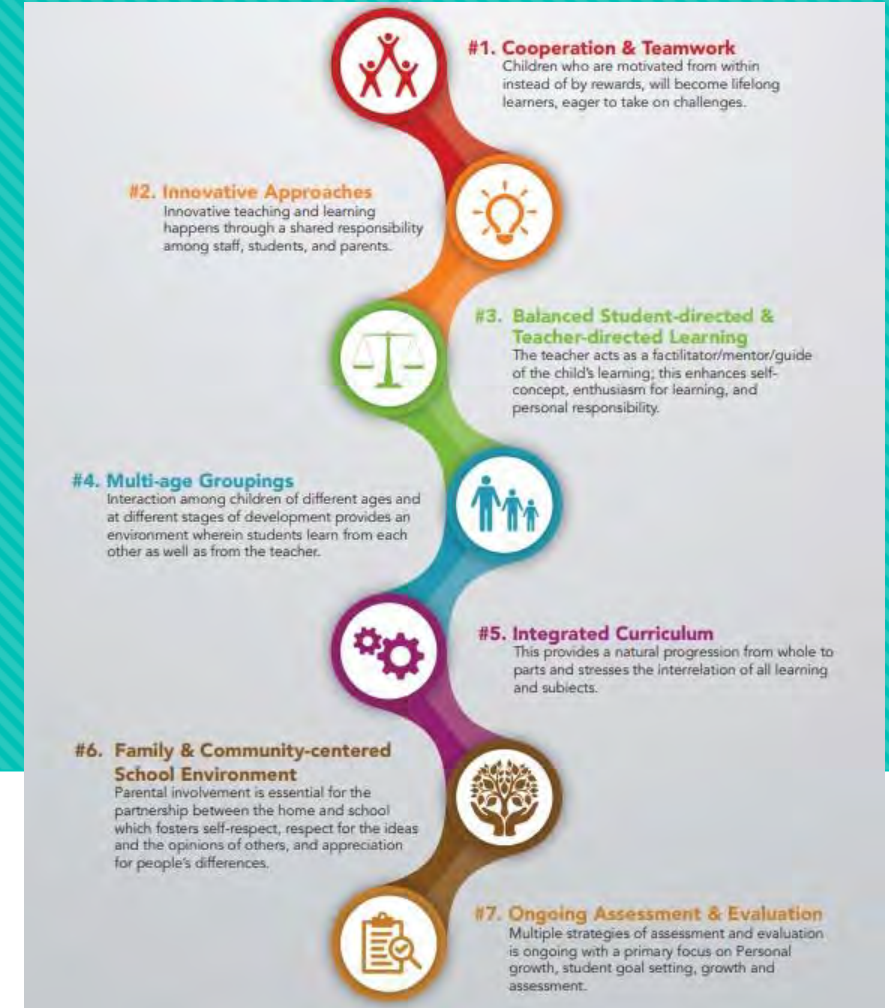 #1. Cooperation & Teamwork
Children who are motivated from within
instead of by rewards, will become lifelong
learners, eager to take on challenges.
#2. Innovative Approaches
Innovative teaching and learning
happens through a shared responsibility
among staff, students, and parents.
#3. Balanced Student-directed &
Teacher-directed Learning
The teacher acts as a factilitator/mentor/guide
of the child's learning; this enhances self-
concept, enthusiasm for learning, and
personal responsibility.
#4. Multi-age Groupings
Interaction among children of different ages and
at different stages of development provides an
environment wherein students learn from each
other as well as from the teacher.
#5. Integrated Curriculum
This provides a natural progression from whole to
parts and stresses the interrelation of all learning
and subiects.
#6. Family & Community-centered
School Environment
Parental involvement is essential for the
partnership between the home and school
which fosters self-respect, respect for the ideas
and the opinions of others, and appreciation
for people's differences.
#7. Ongoing Assessment & Evaluation
Multiple strategies of assessment and evaluation
is ongoing with a primary focus on Personal
growth, student goal setting, growth and
assessment.